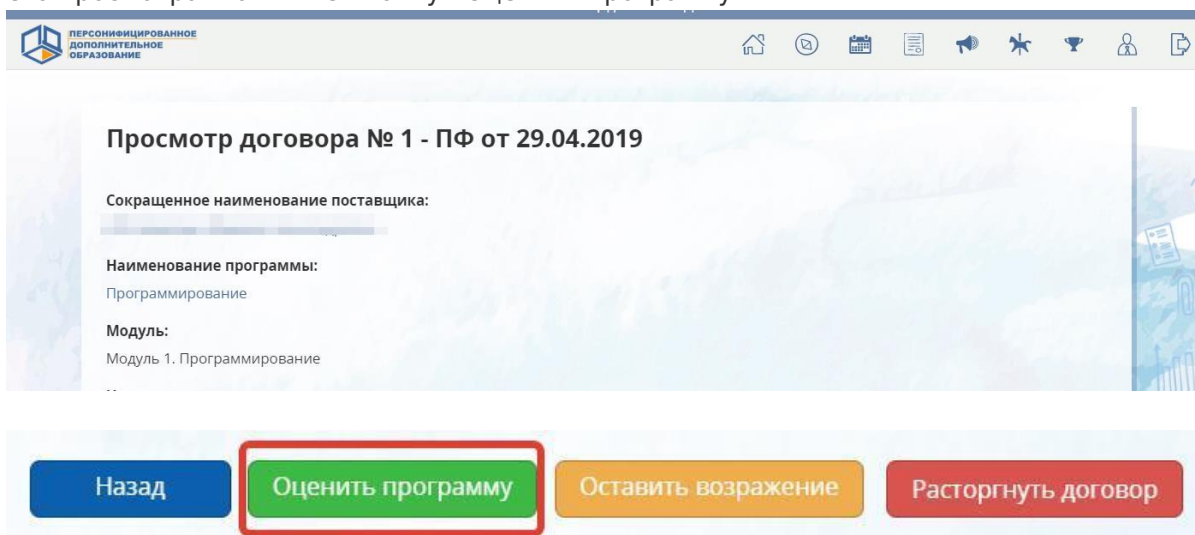 ПЕРСОНИФИЦИРОВАННОЕ
ДОПОЛНИТЕЛЬНОЕ
ОБРАЗОВАНИЕ
Просмотр договора № 1 - ПФ от 29.04.2019
Сокращенное наименование поставщика:
Наименование программы:
Программирование
Модуль:
Модуль 1. Программирование
Назад
Оценить программу
Оставить возражение
Расторгнуть договор